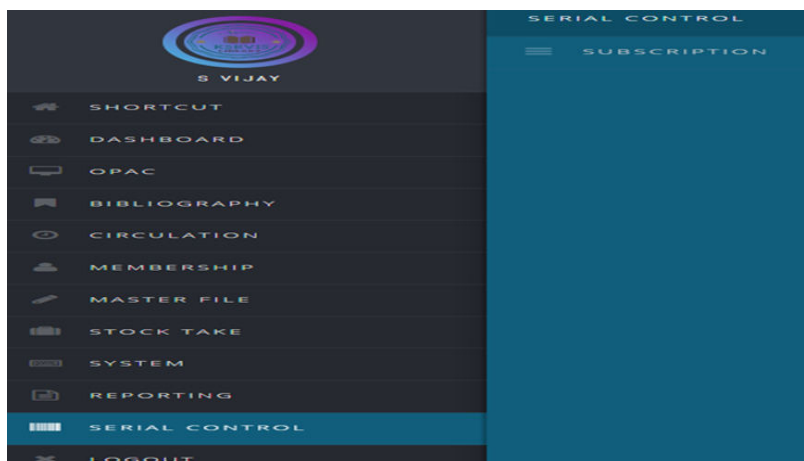 S VIJAY
SHORTCUT
DASHBOARD
OPAC
BIBLIOGRAPHY
CIRCULATION
MEMBERSHIP
MASTER FILE
STOCK TAKE
SYSTEM
REPORTING
SERIAL CONTROL
LOGOUT
SERIAL CONTROL
SUBSCRIPTION